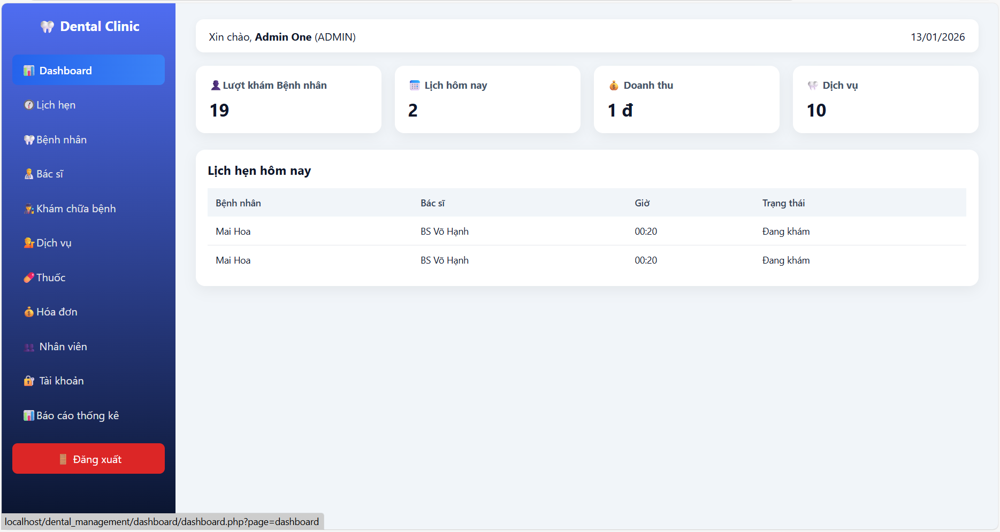 Dental Clinic
Dashboard
Lịch hẹn
Bệnh nhân
Bác sĩ
Khám chữa bệnh
Dịch vụ
Thuốc
Hóa đơn
Nhân viên
Tài khoản
Báo cáo thống kê
Đăng xuất
Xin chào, Admin One (ADMIN) 13/01/2026
Lượt khám Bệnh nhân
19
Lịch hôm nay
2
Doanh thu
1 đ
Dịch vụ
10
Lịch hẹn hôm nay
Bệnh nhân Bác sĩ Giờ Trạng thái
Mai Hoa BS Võ Hạnh 00:20 Đang khám
Mai Hoa BS Võ Hạnh 00:20 Đang khám
localhost/dental_management/dashboard/dashboard.php?page=dashboard